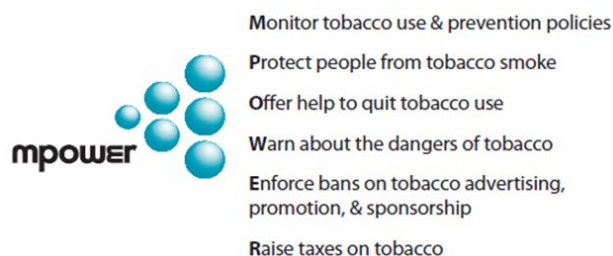 Monitor tobacco use & prevention policies
Protect people from tobacco smoke
Offer help to quit tobacco use
mpower
Warn about the dangers of tobacco
Enforce bans on tobacco advertising,
promotion, & sponsorship
Raise taxes on tobacco